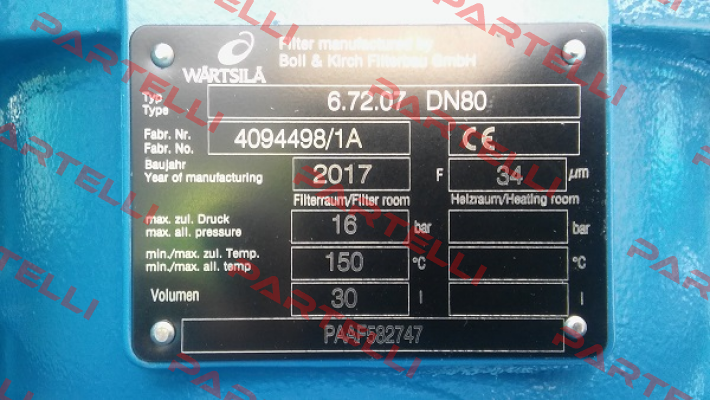 WÄRTSILÄ
Filter manufactured by
Boll & Kirch Filterbau GmbH
Typ
Type
6.72.07 DN80
Fabr. Nr.
Fabr. No.
4094498/1A
CE
Baujahr
Year of manufacturing
2017
F
34
µm
Filterraum/Filter room
Heizraum/Heating room
max. zul. Druck
max. all. pressure
16
bar
bar
min./max. zul. Temp.
min./max. all. temp
150
°C
°C
Volumen
30
l
l
PAAF582747
PARTELLI
PARTELLI
PARTELLI
PARTELLI
PARTELLI
PARTELLI